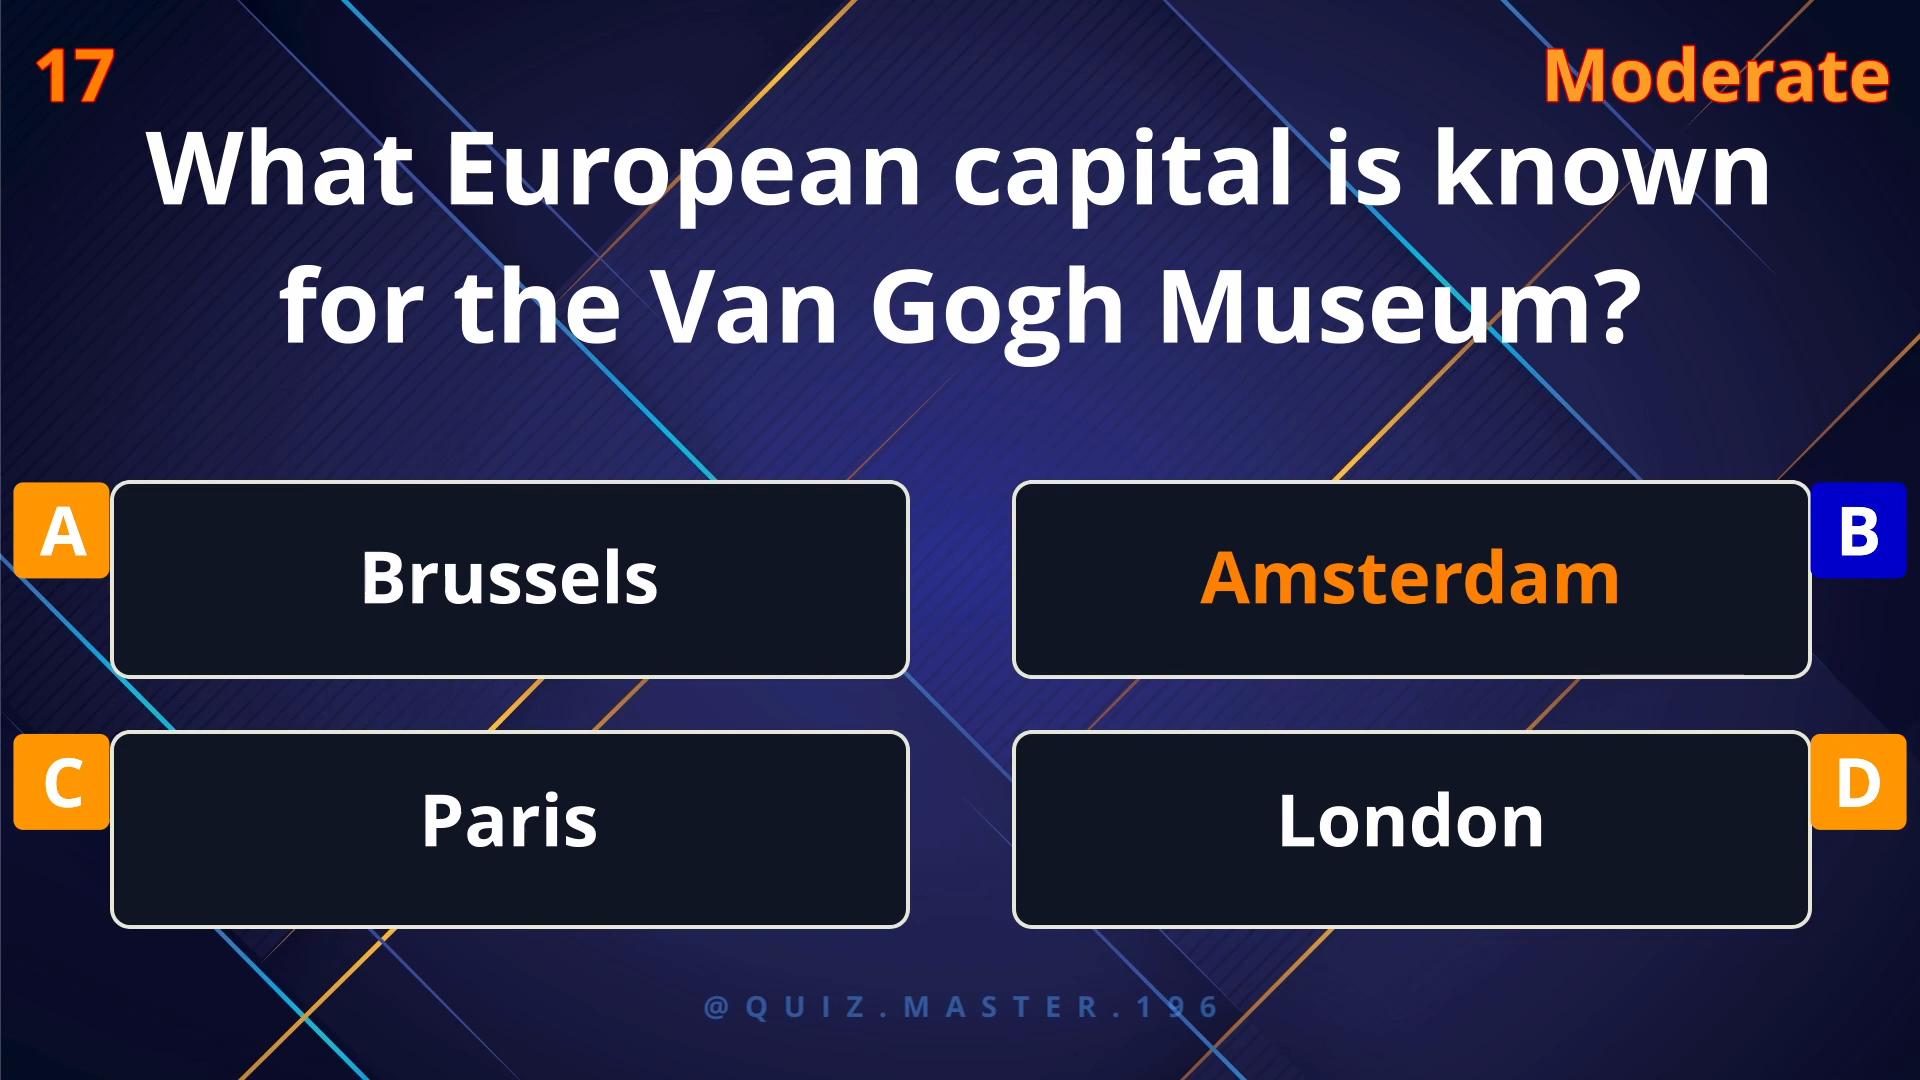 17
Moderate
What European capital is known
for the Van Gogh Museum?
A
Brussels
Amsterdam
B
C
Paris
London
D
@QUIZ.MASTER.196